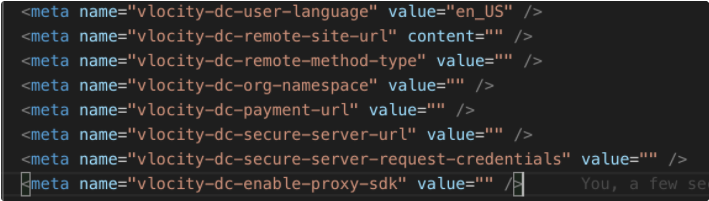 <meta name="vlocity-dc-user-language" value="en_US" />
<meta name="vlocity-dc-remote-site-url" content="" />
<meta name="vlocity-dc-remote-method-type" value="" />
<meta name="vlocity-dc-org-namespace" value="" />
<meta name="vlocity-dc-payment-url" value="" />
<meta name="vlocity-dc-secure-server-url" value="" />
<meta name="vlocity-dc-secure-server-request-credentials" value="" />
<meta name="vlocity-dc-enable-proxy-sdk" value="" /> You, a few